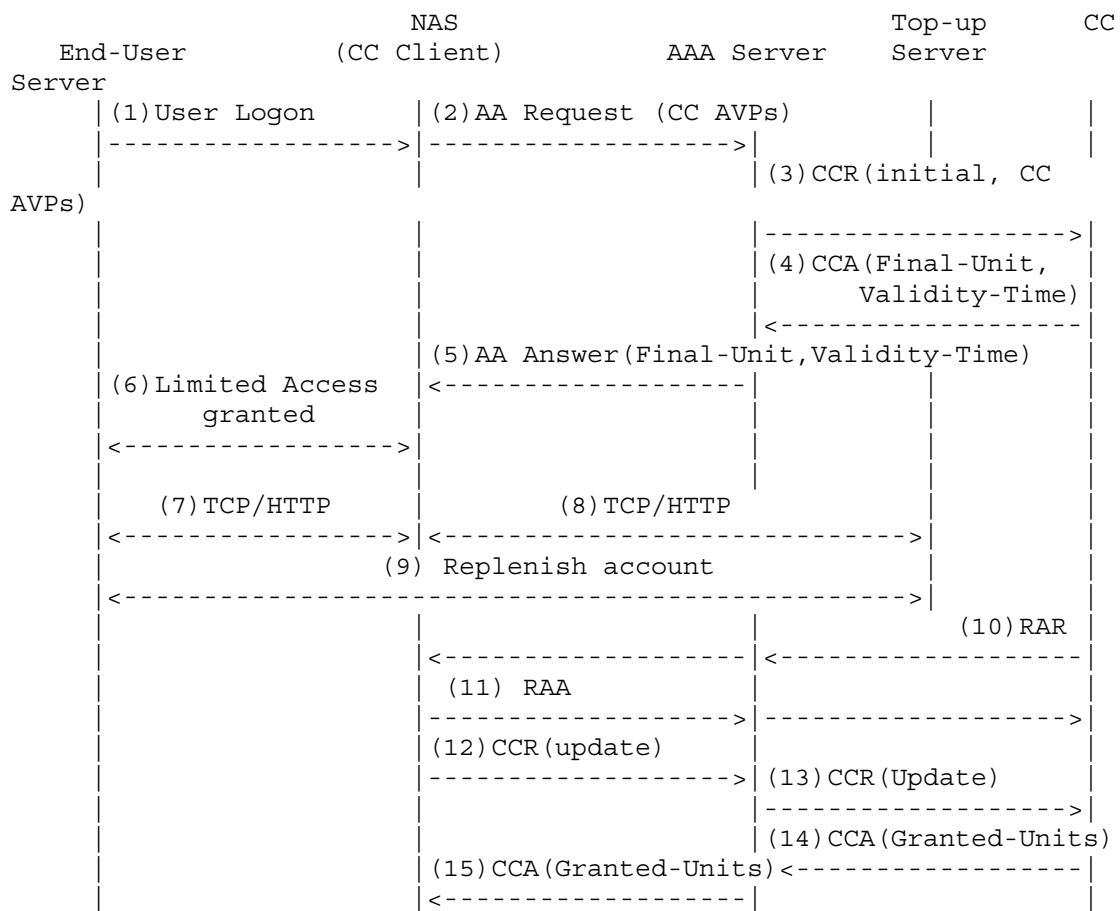 NAS Top-up CC
End-User (CC Client) AAA Server Server
Server
|(1)User Logon |(2)AA Request (CC AVPs) | |
|------------------>|------------------->| | |
| | |(3)CCR(initial, CC
AVPs)
| | |------------------->|
| | |(4)CCA(Final-Unit, |
| | | Validity-Time)|
| | |<-------------------|
| |(5)AA Answer(Final-Unit,Validity-Time) |
|(6)Limited Access |<-------------------| | |
| granted | | | |
|<----------------->| | | |
| | | | |
| (7)TCP/HTTP | (8)TCP/HTTP | |
|<----------------->|<------------------------------>| |
| (9) Replenish account | |
|<-------------------------------------------------->| |
| | | (10)RAR |
| |<-------------------|<-------------------|
| | (11) RAA | |
| |------------------->|------------------->|
| |(12)CCR(update) | |
| |------------------->|(13)CCR(Update) |
| | |------------------->|
| | |(14)CCA(Granted-Units)
| |(15)CCA(Granted-Units)<------------------|
| |<-------------------| |